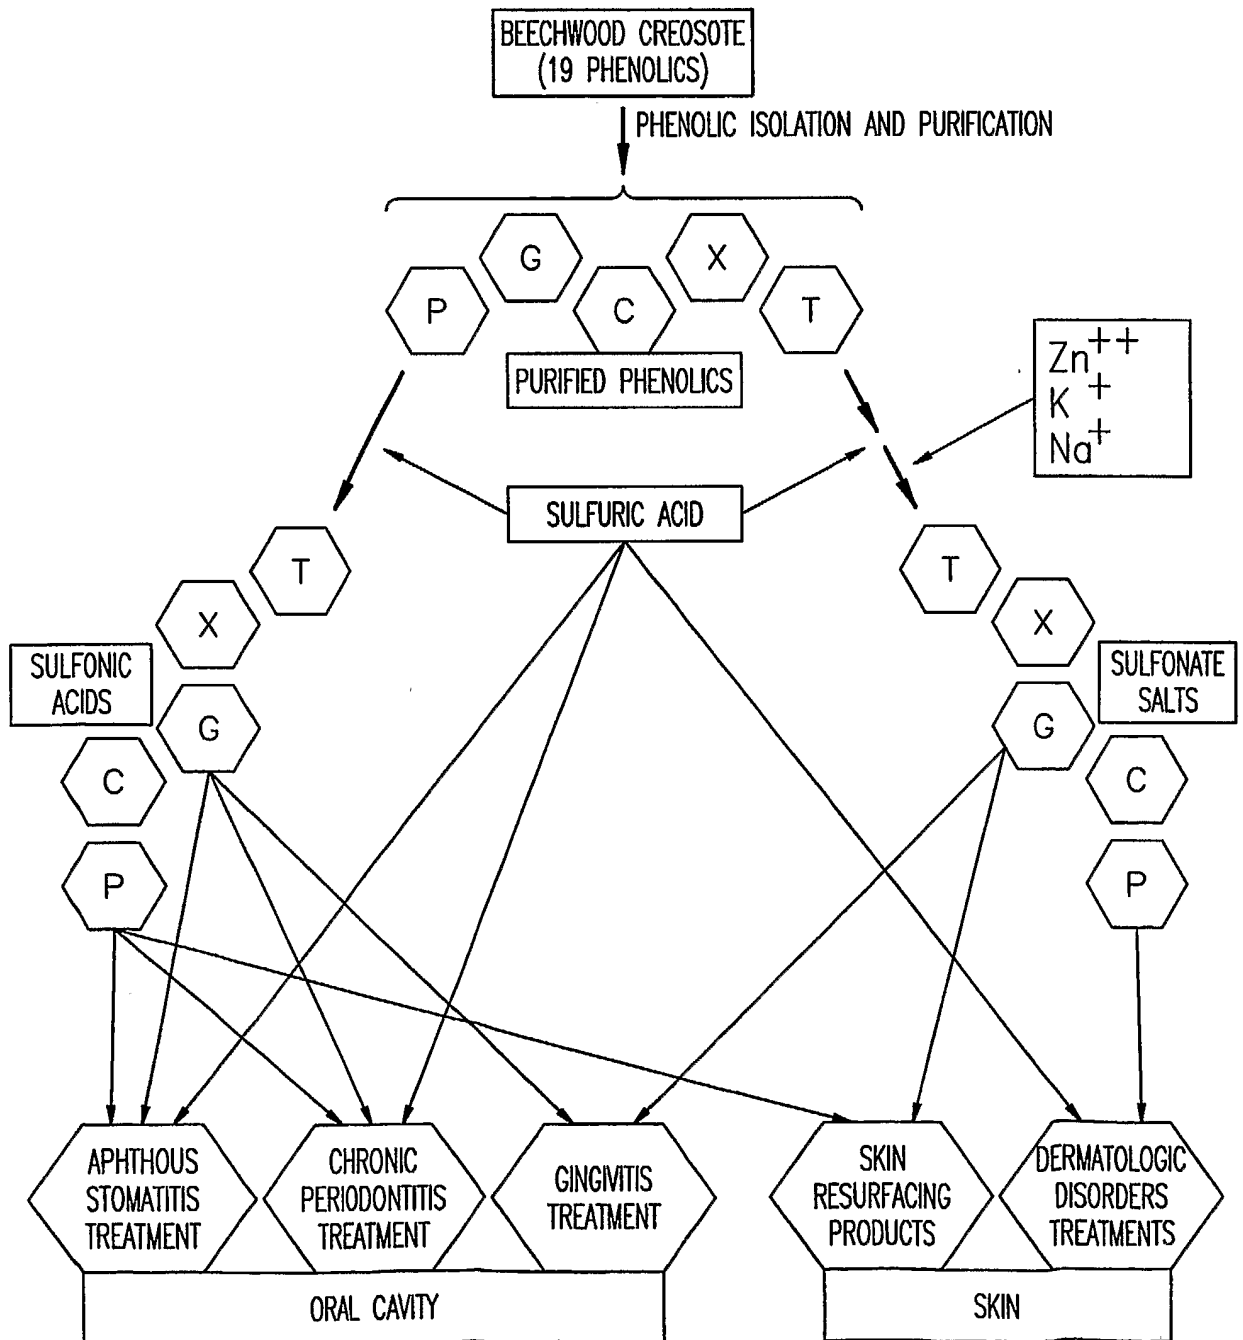 BEECHWOOD CREOSOTE
(19 PHENOLICS)
PHENOLIC ISOLATION AND PURIFICATION
P
G
C
X
T
PURIFIED PHENOLICS
Zn++
K+
Na+
SULFURIC ACID
T
X
G
C
P
SULFONIC
ACIDS
T
X
G
C
P
SULFONATE
SALTS
APHTHOUS
STOMATITIS
TREATMENT
CHRONIC
PERIODONTITIS
TREATMENT
GINGIVITIS
TREATMENT
SKIN
RESURFACING
PRODUCTS
DERMATOLOGIC
DISORDERS
TREATMENTS
ORAL CAVITY
SKIN